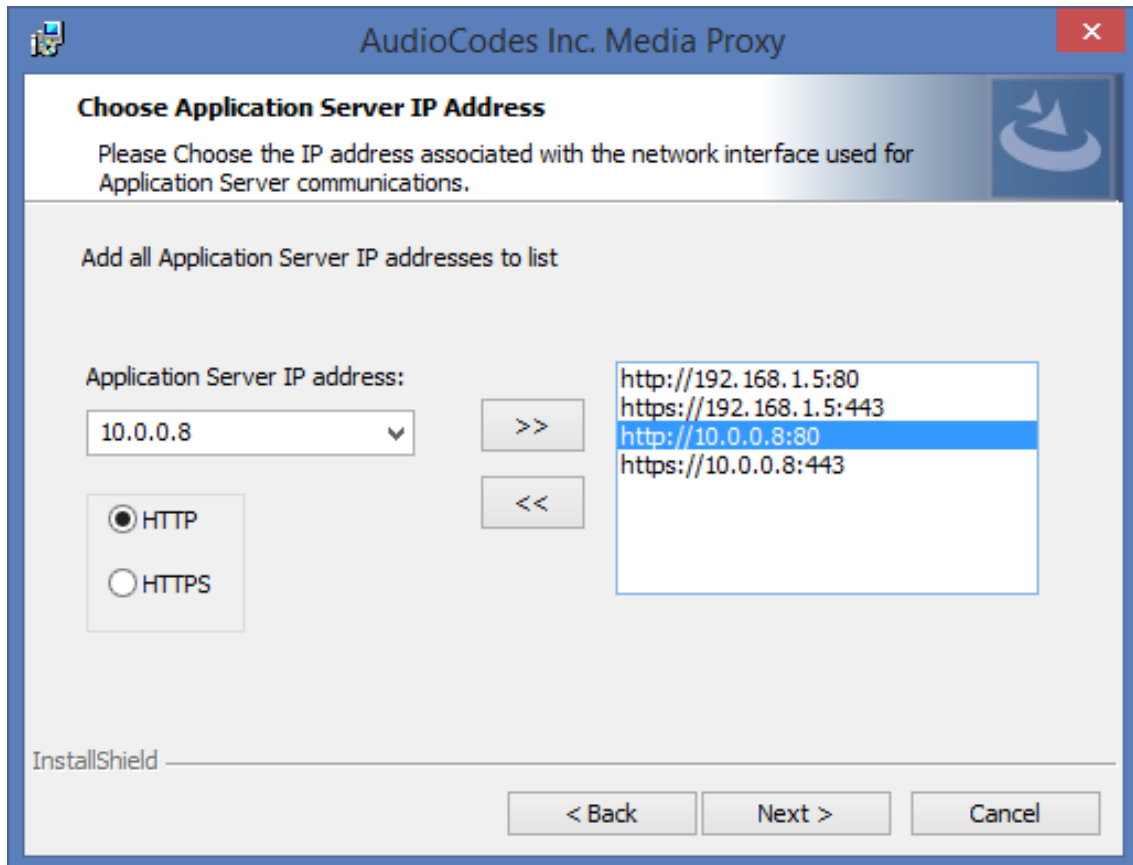 AudioCodes Inc. Media Proxy
Choose Application Server IP Address
Please Choose the IP address associated with the network interface used for
Application Server communications.
Add all Application Server IP addresses to list
Application Server IP address:
10.0.0.8
HTTP
HTTPS
>>
<<
http://192.168.1.5:80
https://192.168.1.5:443
http://10.0.0.8:80
https://10.0.0.8:443
InstallShield
< Back
Next >
Cancel